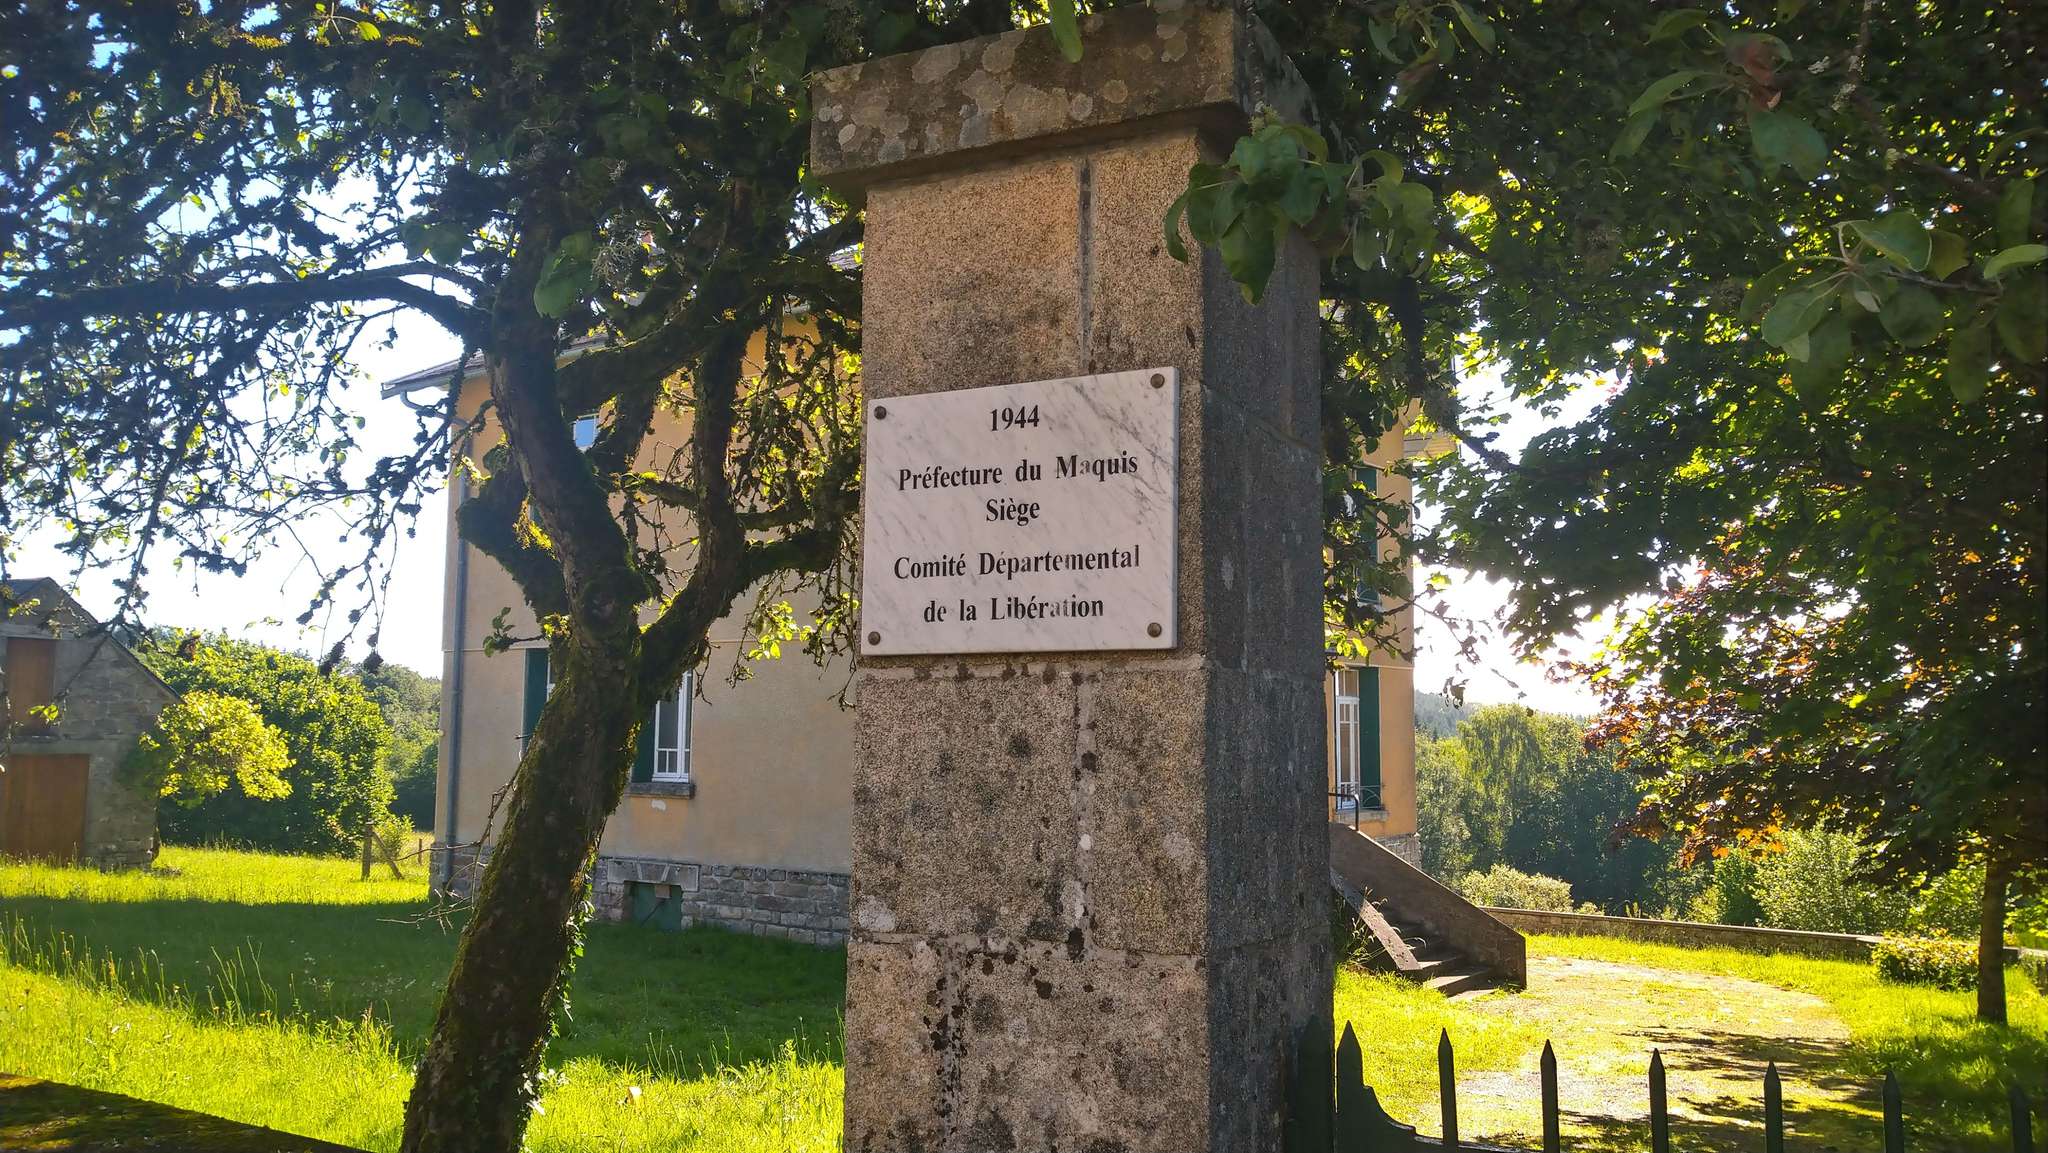 1944
Préfecture du Maquis
Siège
Comité Départemental
de la Libération